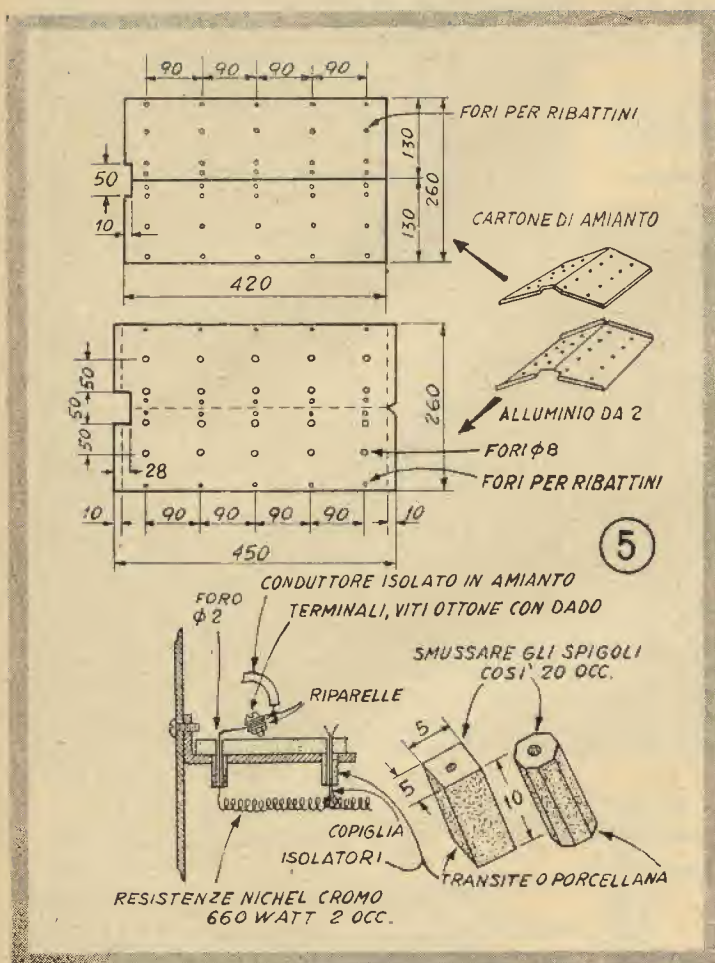 90 90 90 90
FORI PER RIBATTINI
130
260
50
10
130
CARTONE DI AMIANTO
420
50
260
50
ALLUMINIO DA 2
50
FORI φ8
28
FORI PER RIBATTINI
10 90 90 90 90 10
450
5
CONDUTTORE ISOLATO IN AMIANTO
FORO
φ2
TERMINALI, VITI OTTONE CON DADO
SMUSSARE GLI SPIGOLI
COSI' 20 OCC.
RIPARELLE
5
5
10
COPIGLIA
ISOLATORI
TRANSITE O PORCELLANA
RESISTENZE NICHEL CROMO
660 WATT 2 OCC.